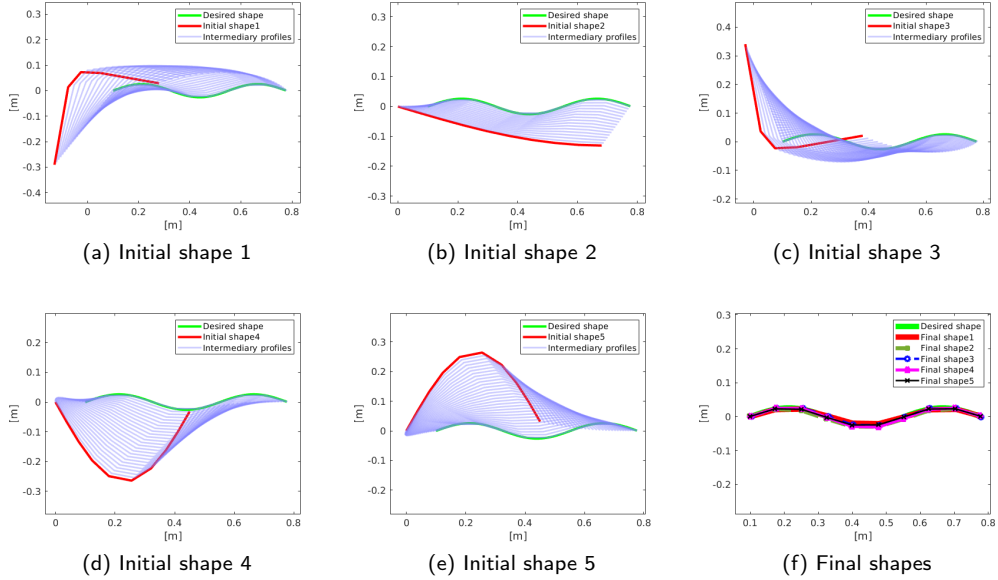 Desired shape
Initial shape1
Intermediary profiles
0.3
0.2
0.1
0
-0.1
-0.2
-0.3
-0.4
[m]
0 0.2 0.4 0.6 0.8
[m]
(a) Initial shape 1
Desired shape
Initial shape2
Intermediary profiles
0.2
0.1
0
-0.1
-0.2
-0.3
[m]
0 0.2 0.4 0.6 0.8
[m]
(b) Initial shape 2
Desired shape
Initial shape3
Intermediary profiles
0.4
0.3
0.2
0.1
0
-0.1
-0.2
[m]
0 0.2 0.4 0.6 0.8
[m]
(c) Initial shape 3
Desired shape
Initial shape4
Intermediary profiles
0.2
0.1
0
-0.1
-0.2
-0.3
[m]
0 0.2 0.4 0.6 0.8
[m]
(d) Initial shape 4
Desired shape
Initial shape5
Intermediary profiles
0.3
0.2
0.1
0
-0.1
-0.2
[m]
0 0.2 0.4 0.6 0.8
[m]
(e) Initial shape 5
Desired shape
Final shape1
Final shape2
Final shape3
Final shape4
Final shape5
0.3
0.2
0.1
0
-0.1
-0.2
[m]
0.1 0.2 0.3 0.4 0.5 0.6 0.7 0.8
[m]
(f) Final shapes